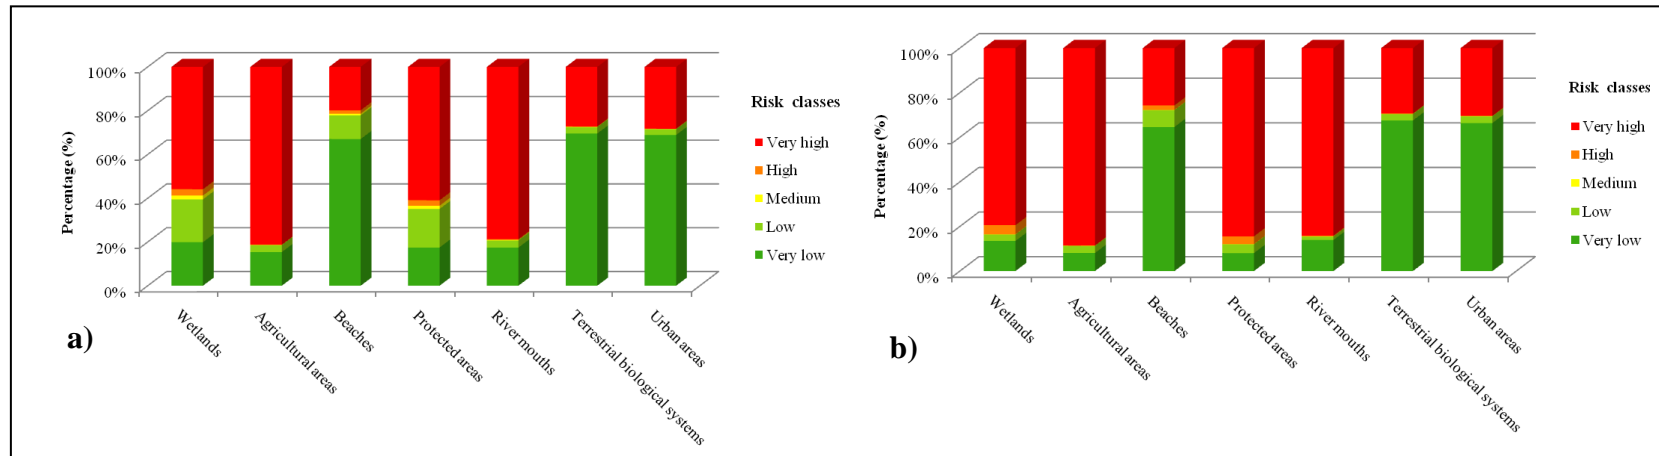 100%
80%
60%
40%
20%
0%
Percentage (%)
Wetlands
Agricultural areas
Beaches
Protected areas
River mouths
Terrestrial biological systems
Urban areas
Risk classes
Very high
High
Medium
Low
Very low
a)
100%
80%
60%
40%
20%
0%
Percentage (%)
Wetlands
Agricultural areas
Beaches
Protected areas
River mouths
Terrestrial biological systems
Urban areas
Risk classes
Very high
High
Medium
Low
Very low
b)